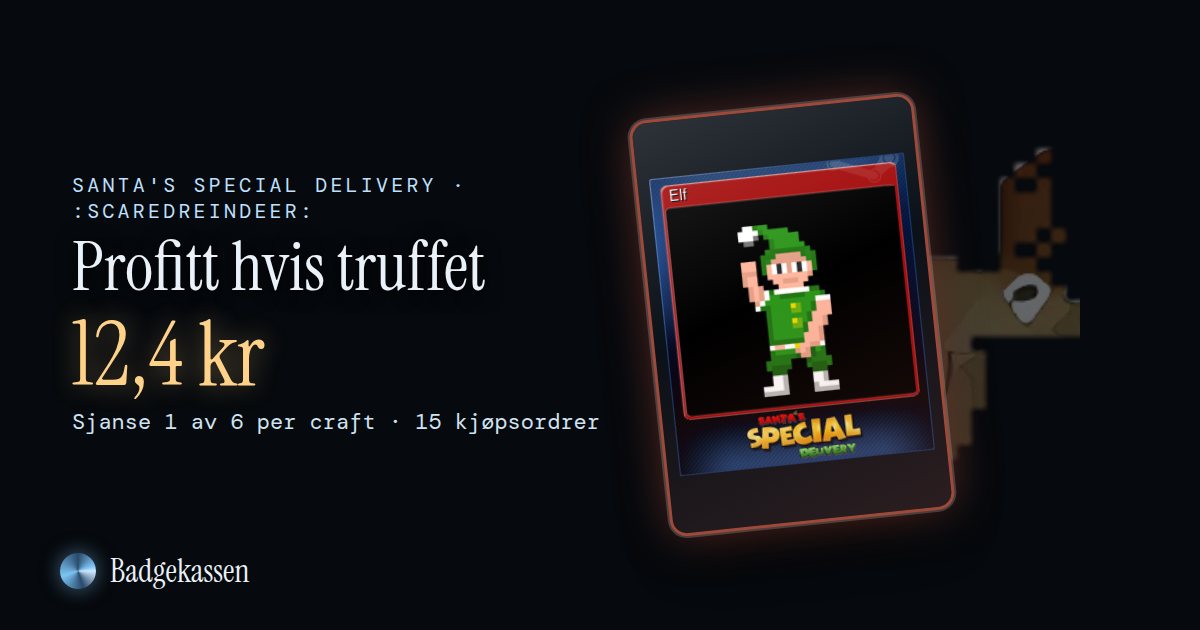 SANTA'S SPECIAL DELIVERY ·
:SCAREDREINDEER:
Profitt hvis truffet
12,4 kr
Sjanse 1 av 6 per craft · 15 kjøpsordrer
Elf
SANTA'S
SPECIAL
DELIVERY
Badgekassen